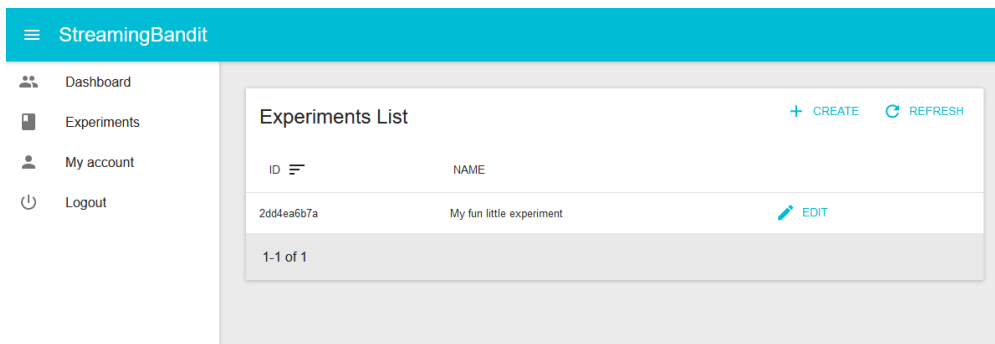 StreamingBandit
Dashboard
Experiments
My account
Logout
Experiments List
CREATE
REFRESH
ID NAME
2dd4ea6b7a My fun little experiment EDIT
1-1 of 1